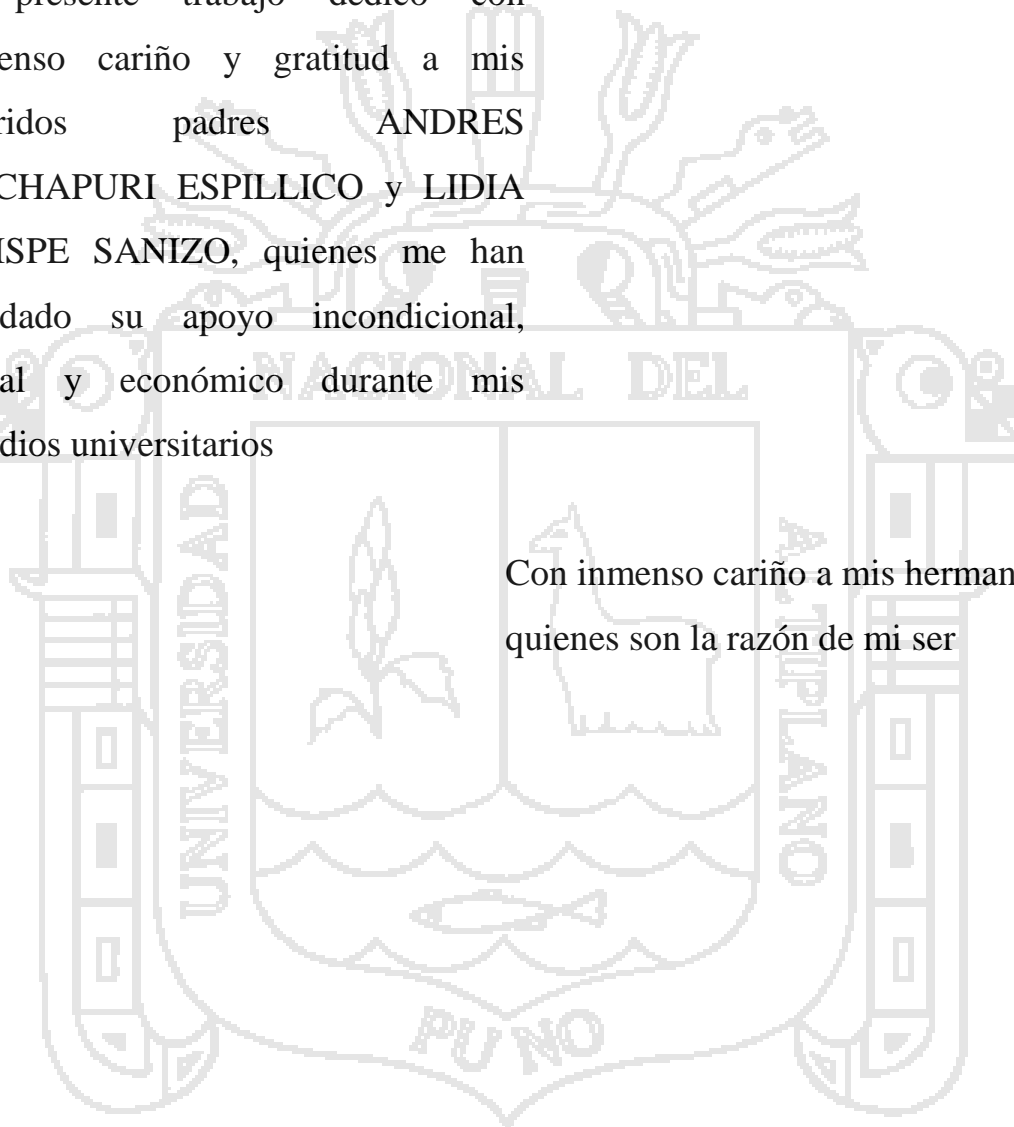 presente trabajo dedico con
enso cariño y gratitud a mis
ridos padres ANDRES
CHAPURI ESPILLICO y LIDIA
ISPE SANIZO, quienes me han
dado su apoyo incondicional,
al y económico durante mis
dios universitarios
Con inmenso cariño a mis herman
quienes son la razón de mi ser
NACIONAL DEL
UNIVERSIDAD
ALTIPLANO
PUNO